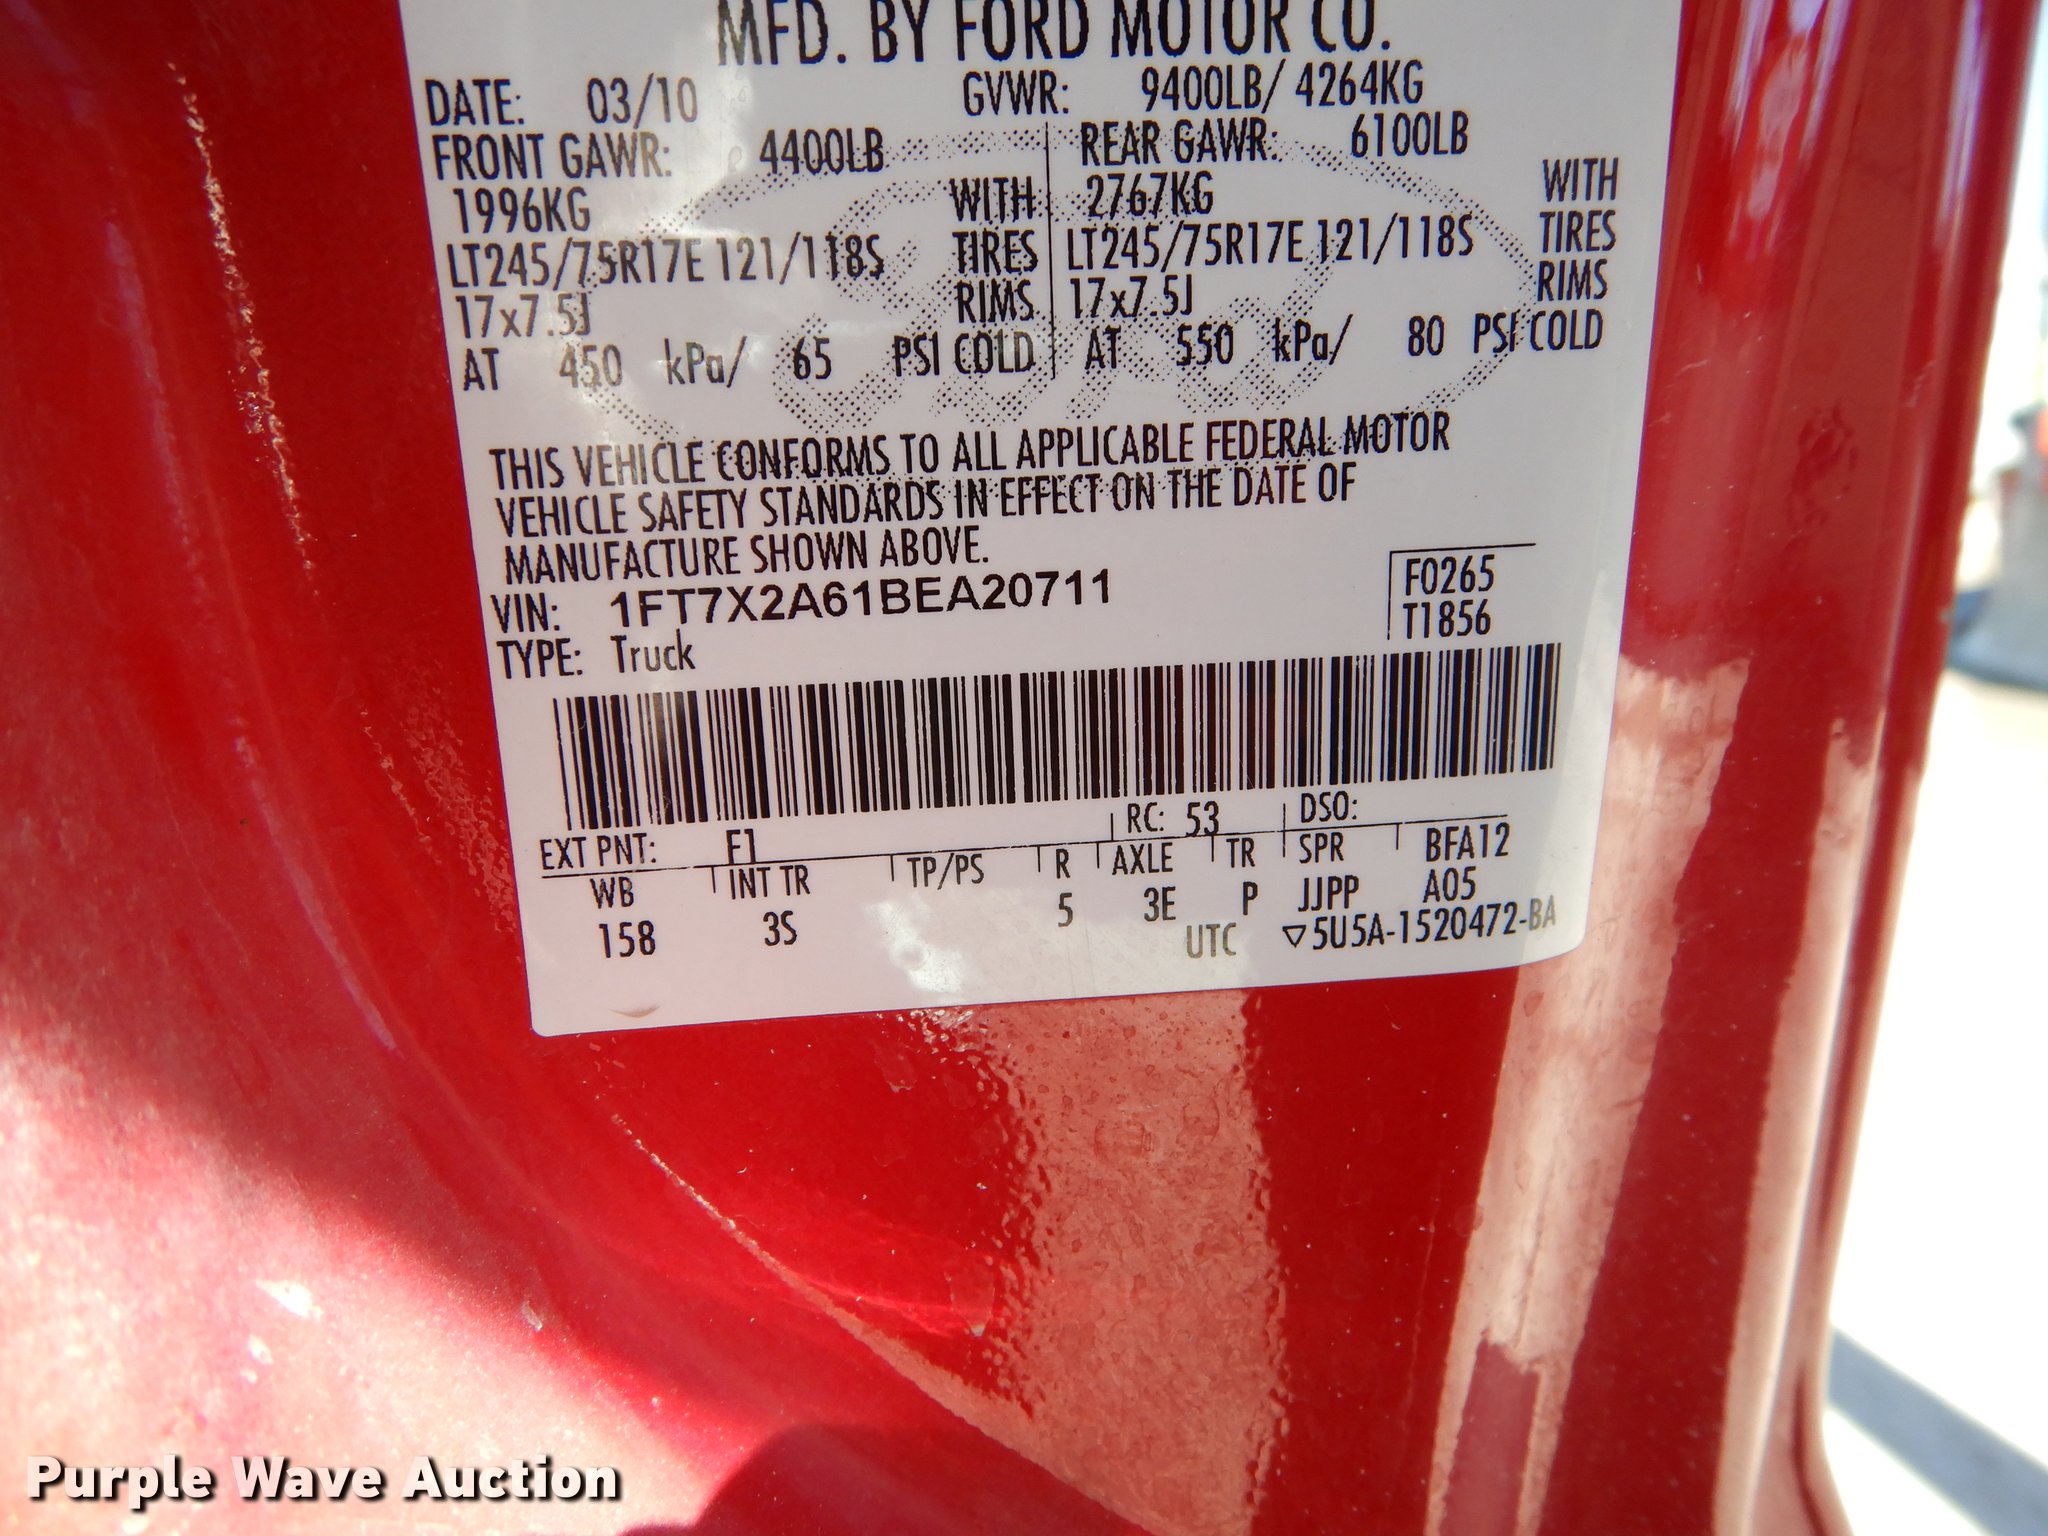 MFD. BY FORD MOTOR CO.
DATE: 03/10 GVWR: 9400LB/ 4264KG
FRONT GAWR: 4400LB REAR GAWR: 6100LB
1996KG WITH 2767KG WITH
LT245/75R17E 121/118S TIRES LT245/75R17E 121/118S TIRES
17x7.5J RIMS 17x7.5J RIMS
AT 450 kPa/ 65 PSI COLD AT 550 kPa/ 80 PSI COLD
THIS VEHICLE CONFORMS TO ALL APPLICABLE FEDERAL MOTOR
VEHICLE SAFETY STANDARDS IN EFFECT ON THE DATE OF
MANUFACTURE SHOWN ABOVE.
VIN: 1FT7X2A61BEA20711 F0265
TYPE: Truck T1856
EXT PNT: F1 RC: 53 DSO:
WB INT TR TP/PS R AXLE TR SPR BFA12
158 3S 5 3E P JJPP A05
UTC ▽5U5A-1520472-BA
Purple Wave Auction